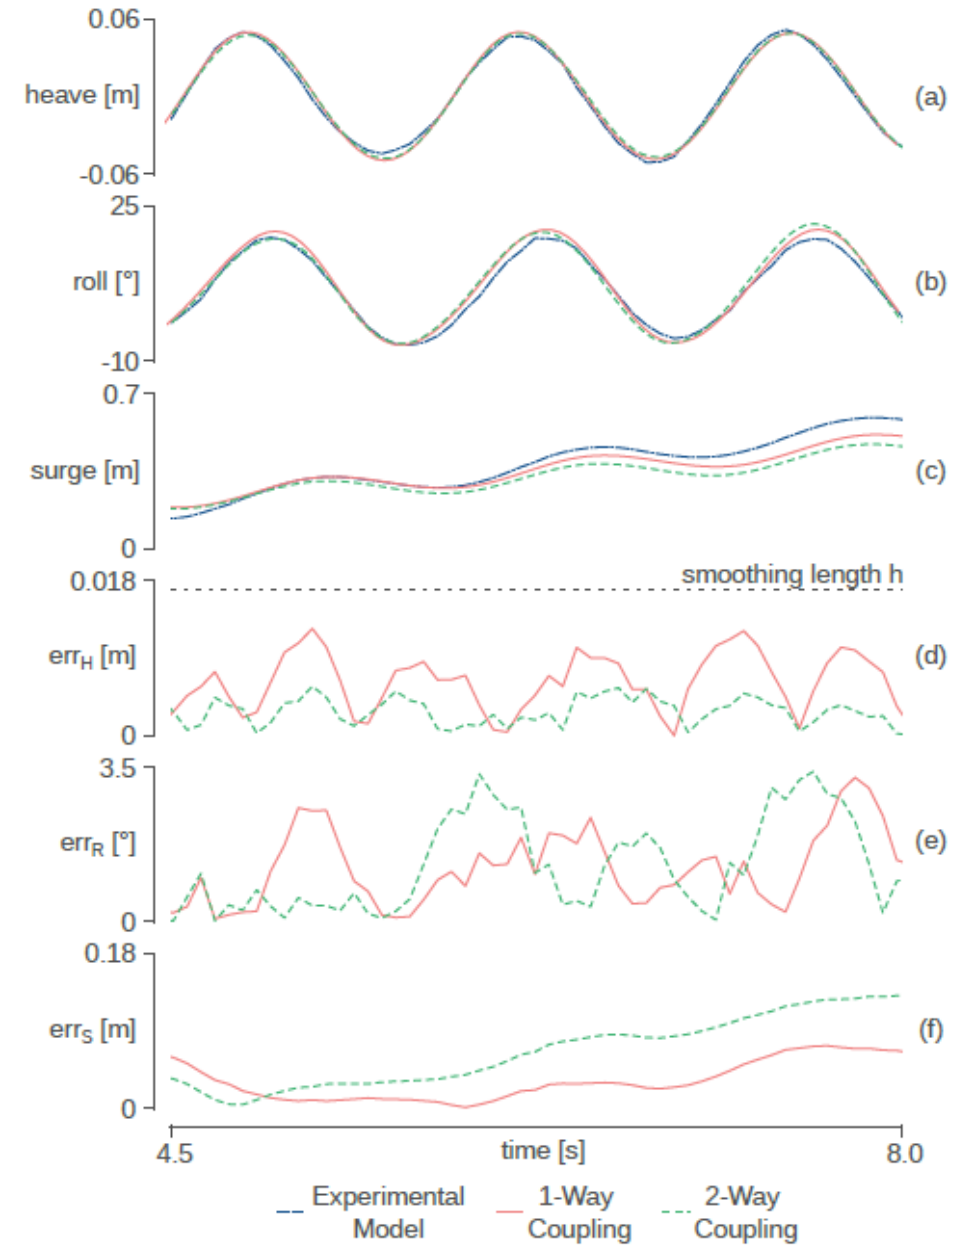 0.06
heave [m]
(a)
-0.06
25
roll [°]
(b)
-10
0.7
surge [m]
(c)
0
smoothing length h
0.018
errH [m]
(d)
0
3.5
errR [°]
(e)
0
0.18
errS [m]
(f)
0
4.5
time [s]
8.0
Experimental Model
1-Way Coupling
2-Way Coupling